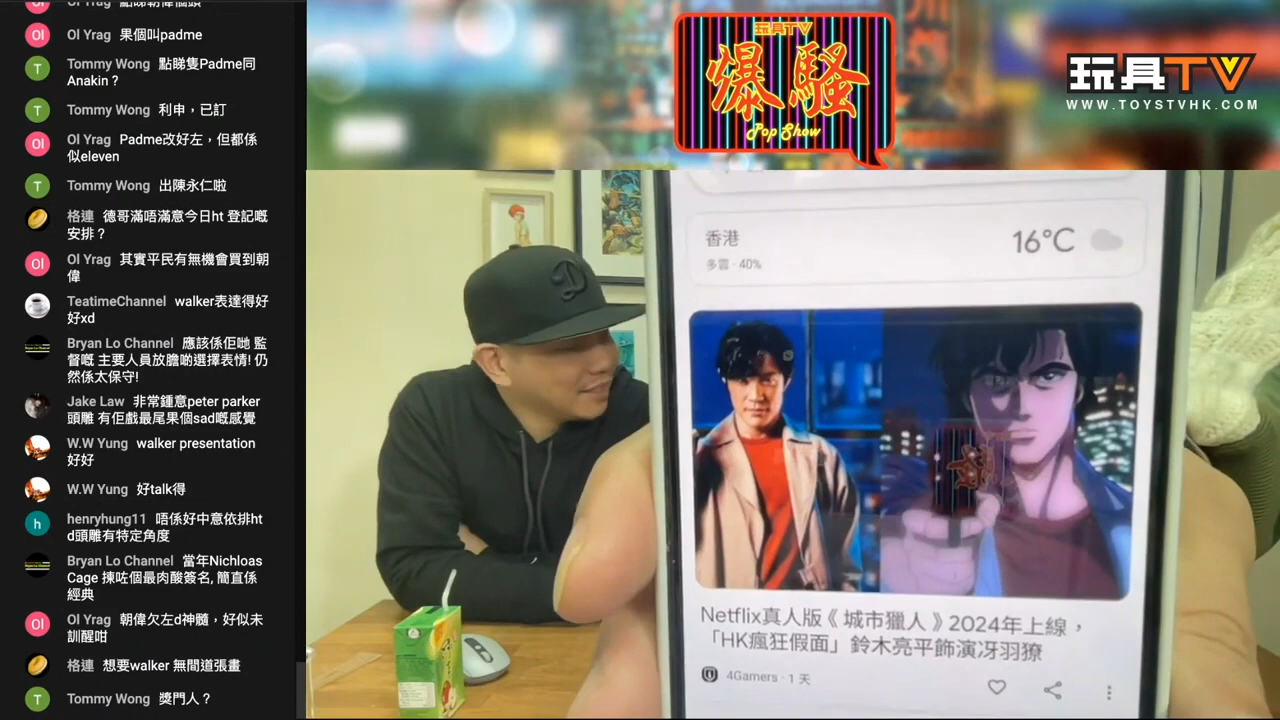 Ol Yrag 果個叫padme
Tommy Wong 點睇隻Padme同
Anakin ?
Tommy Wong 利申，已訂
Ol Yrag Padme改好左，但都係
似eleven
Tommy Wong 出陳永仁啦
格連 德哥滿唔滿意今日ht 登記嘅
安排？
Ol Yrag 其實平民有無機會買到朝
偉
TeatimeChannel walker表達得好
好xd
Bryan Lo Channel 應該係佢哋 監
督嘅 主要人員放膽啲選擇表情! 仍
然係太保守!
Jake Law 非常鍾意peter parker
頭雕 有佢戲最尾果個sad嘅感覺
W.W Yung walker presentation
好好
W.W Yung 好talk得
henryhung11 唔係好中意依排ht
d頭雕有特定角度
Bryan Lo Channel 當年Nichloas
Cage 揀咗個最肉酸簽名, 簡直係
經典
Ol Yrag 朝偉欠左d神髓，好似未
訓醒咁
格連 想要walker 無間道張畫
Tommy Wong 獎門人？
玩具TV
爆騷
Pop Show
玩具TV
WWW.TOYSTVHK.COM
香港
多雲 · 40%
16°C
Netflix真人版《城市獵人》2024年上線，
「HK瘋狂假面」鈴木亮平飾演冴羽獠
4Gamers · 1 天